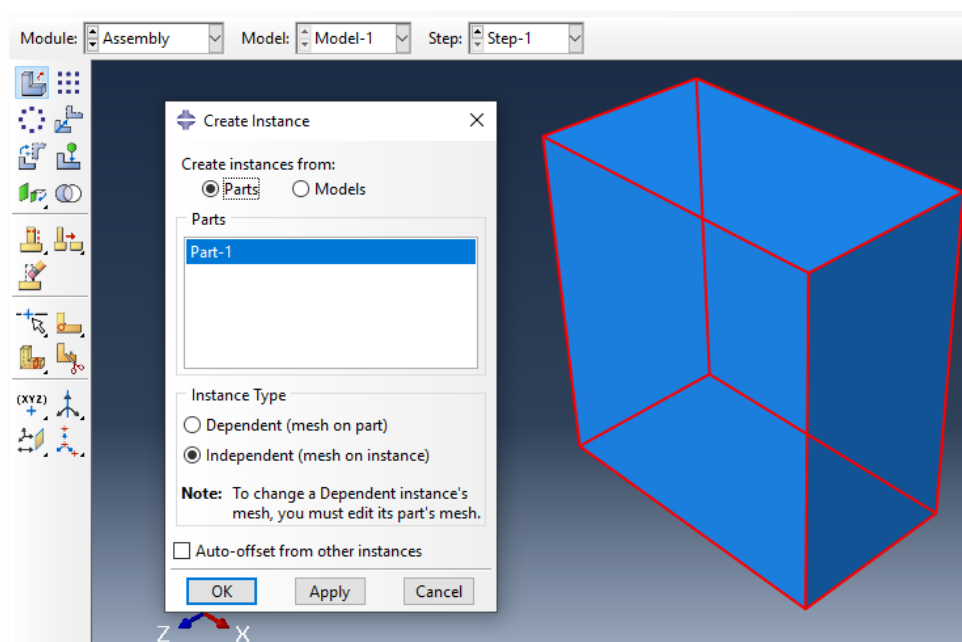 Module: Assembly Model: Model-1 Step: Step-1
Create Instance
Create instances from:
Parts Models
Parts
Part-1
Instance Type
Dependent (mesh on part)
Independent (mesh on instance)
Note: To change a Dependent instance's
mesh, you must edit its part's mesh.
Auto-offset from other instances
OK Apply Cancel
(XYZ)
Z X